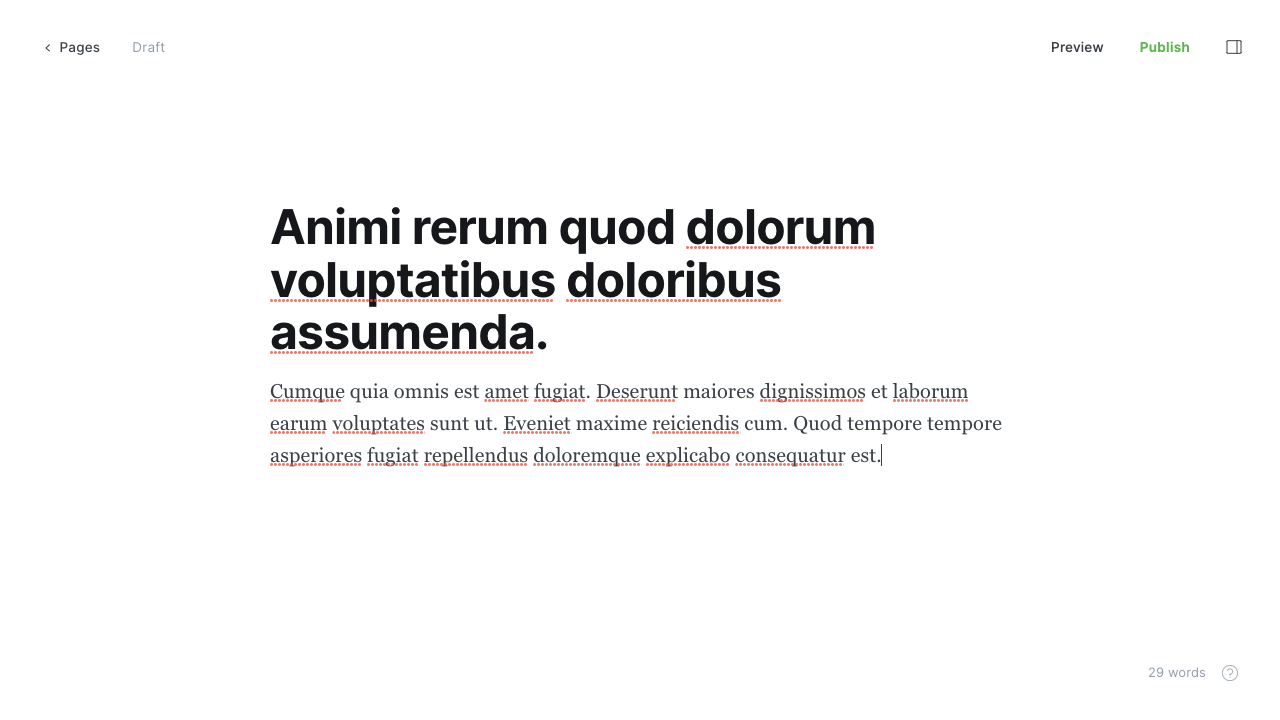 Pages
Draft
Preview
Publish
Animi rerum quod dolorum
voluptatibus doloribus
assumenda.
Cumque quia omnis est amet fugiat. Deserunt maiores dignissimos et laborum
earum voluptates sunt ut. Eveniet maxime reiciendis cum. Quod tempore tempore
asperiores fugiat repellendus doloremque explicabo consequatur est.
29 words